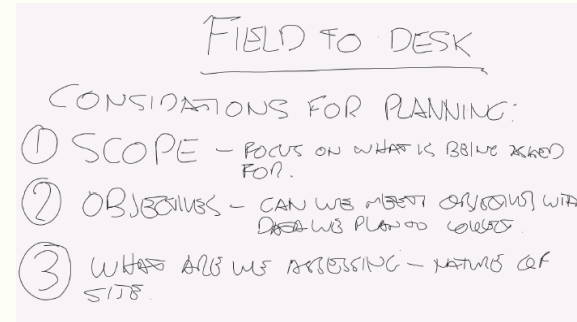 FIELD TO DESK
CONSIDATIONS FOR PLANNING:
① SCOPE - FOCUS ON WHAT IS BEING ASKED
FOR.
② OBJECTIVES - CAN WE MEET OBJECTIVES WITH
DATA WE PLAN TO COLLECT.
③ WHAT ARE WE ASSESSING - NATURE OF
SITE.